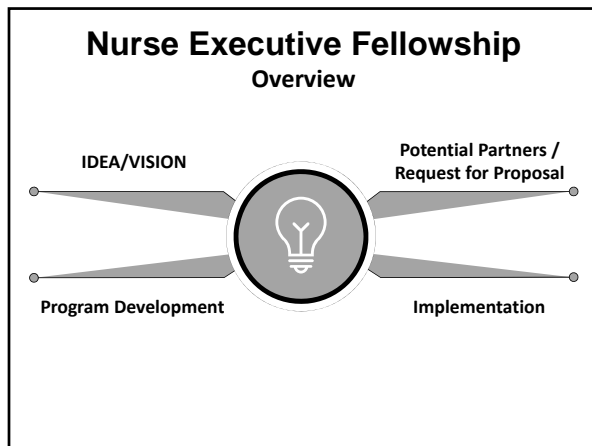 Nurse Executive Fellowship
Overview
IDEA/VISION
Potential Partners /
Request for Proposal
Program Development
Implementation